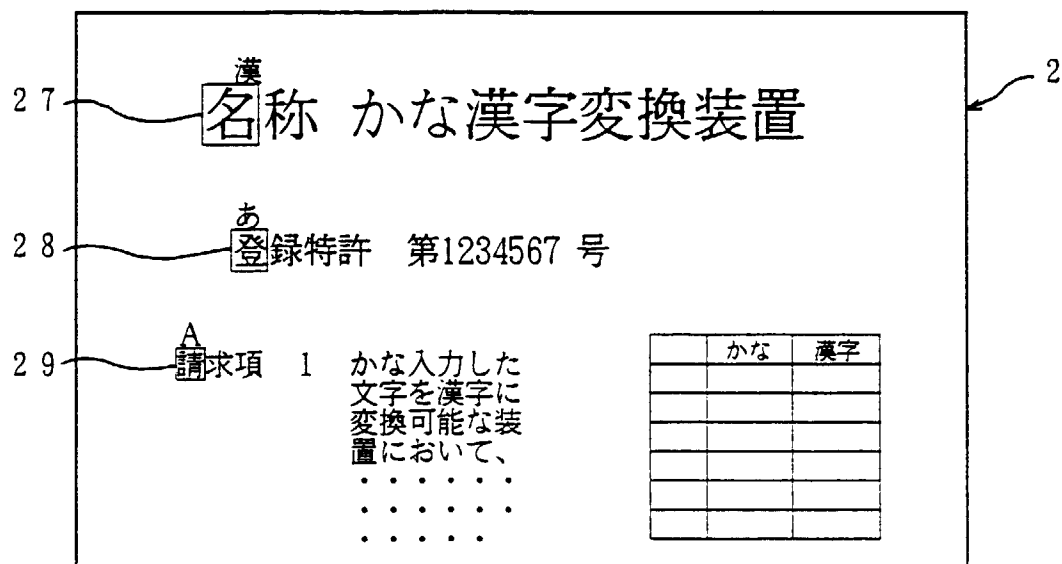 漢
27 名称 かな漢字変換装置
2
あ
28 登録特許 第1234567 号
A
29 請求項 1 かな入力した
文字を漢字に
変換可能な装
置において、
・・・・・・
・・・・・・
・・・・・
かな 漢字